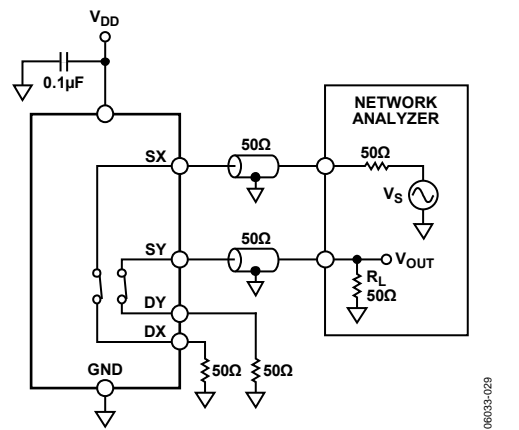 VDD
0.1µF
NETWORK
ANALYZER
SX
50Ω
50Ω
VS
SY
50Ω
VOUT
RL
50Ω
DY
DX
GND
50Ω
50Ω
06033-029